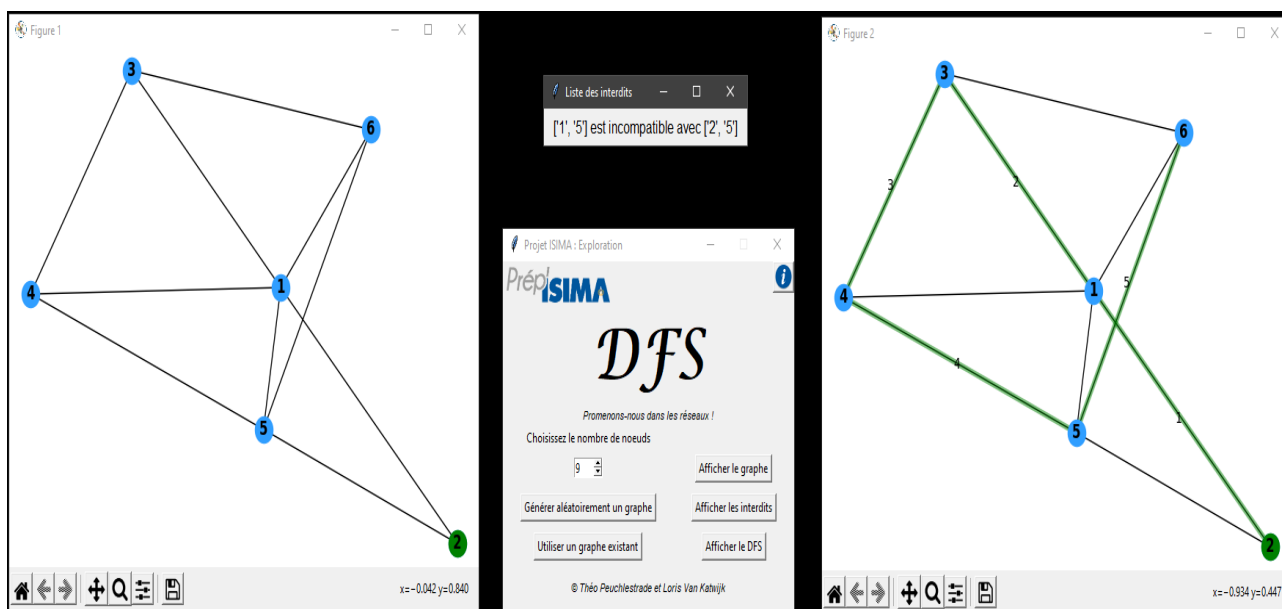 Figure 1
3
6
1
4
5
2
x=−0.042 y=0.840
Liste des interdits
['1', '5'] est incompatible avec ['2', '5']
Projet ISIMA : Exploration
Prép'ISIMA
i
DFS
Promenons-nous dans les réseaux !
Choisissez le nombre de noeuds
9
Afficher le graphe
Générer aléatoirement un graphe
Afficher les interdits
Utiliser un graphe existant
Afficher le DFS
© Théo Peuchlestrade et Loris Van Katwijk
Figure 2
3
6
3
2
5
1
4
4
1
5
2
x=−0.934 y=0.447